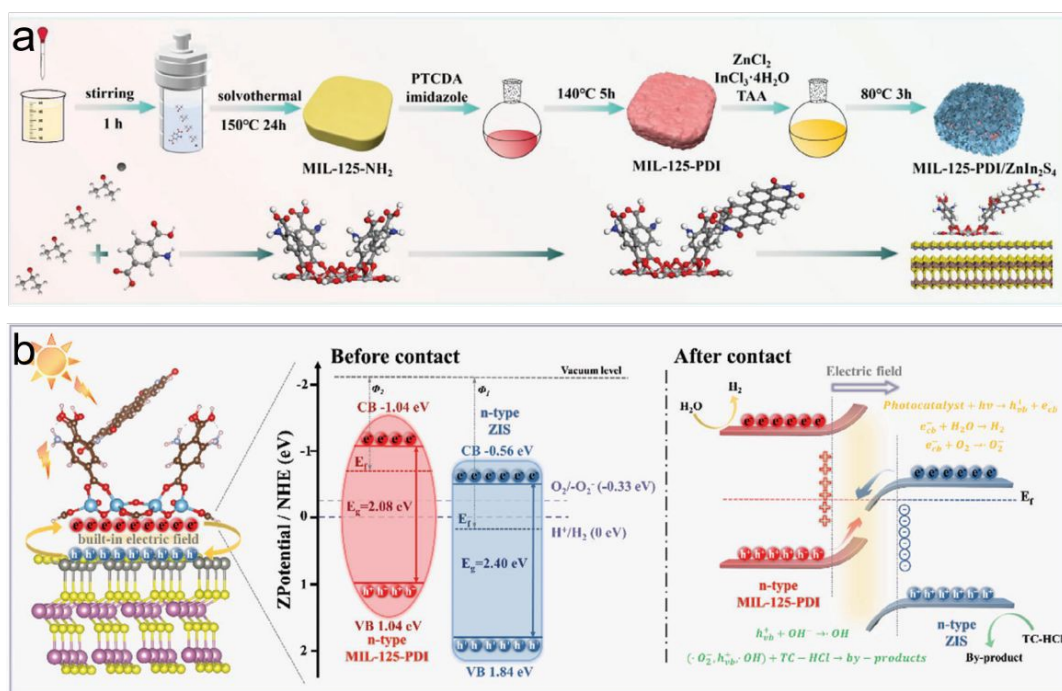 a
stirring
1 h
solvothermal
150℃ 24h
MIL-125-NH₂
PTCDA
imidazole
140℃ 5h
MIL-125-PDI
ZnCl₂
InCl₃·4H₂O
TAA
80℃ 3h
MIL-125-PDI/ZnIn₂S₄
b
built-in electric field
Before contact
ZPotential / NHE (eV)
-2
-1
0
1
2
Vacuum level
Φ₂
Φ₁
CB -1.04 eV
e⁻ e⁻ e⁻ e⁻
E_f
E_g=2.08 eV
h⁺ h⁺ h⁺ h⁺ h⁺
VB 1.04 eV
n-type
MIL-125-PDI
n-type
ZIS
CB -0.56 eV
e⁻ e⁻ e⁻ e⁻ e⁻ e⁻
E_f
E_g=2.40 eV
h⁺ h⁺ h⁺ h⁺ h⁺ h⁺
VB 1.84 eV
O₂/·O₂⁻ (-0.33 eV)
H⁺/H₂ (0 eV)
After contact
Electric field
H₂
H₂O
Photocatalyst + hν → h⁺vb + e⁻cb
e⁻cb + H₂O → H₂
e⁻cb + O₂ → ·O₂⁻
E_f
n-type
MIL-125-PDI
n-type
ZIS
TC-HCl
By-product
h⁺vb + OH⁻ → ·OH
(·O₂⁻, h⁺vb, ·OH) + TC − HCl → by − products